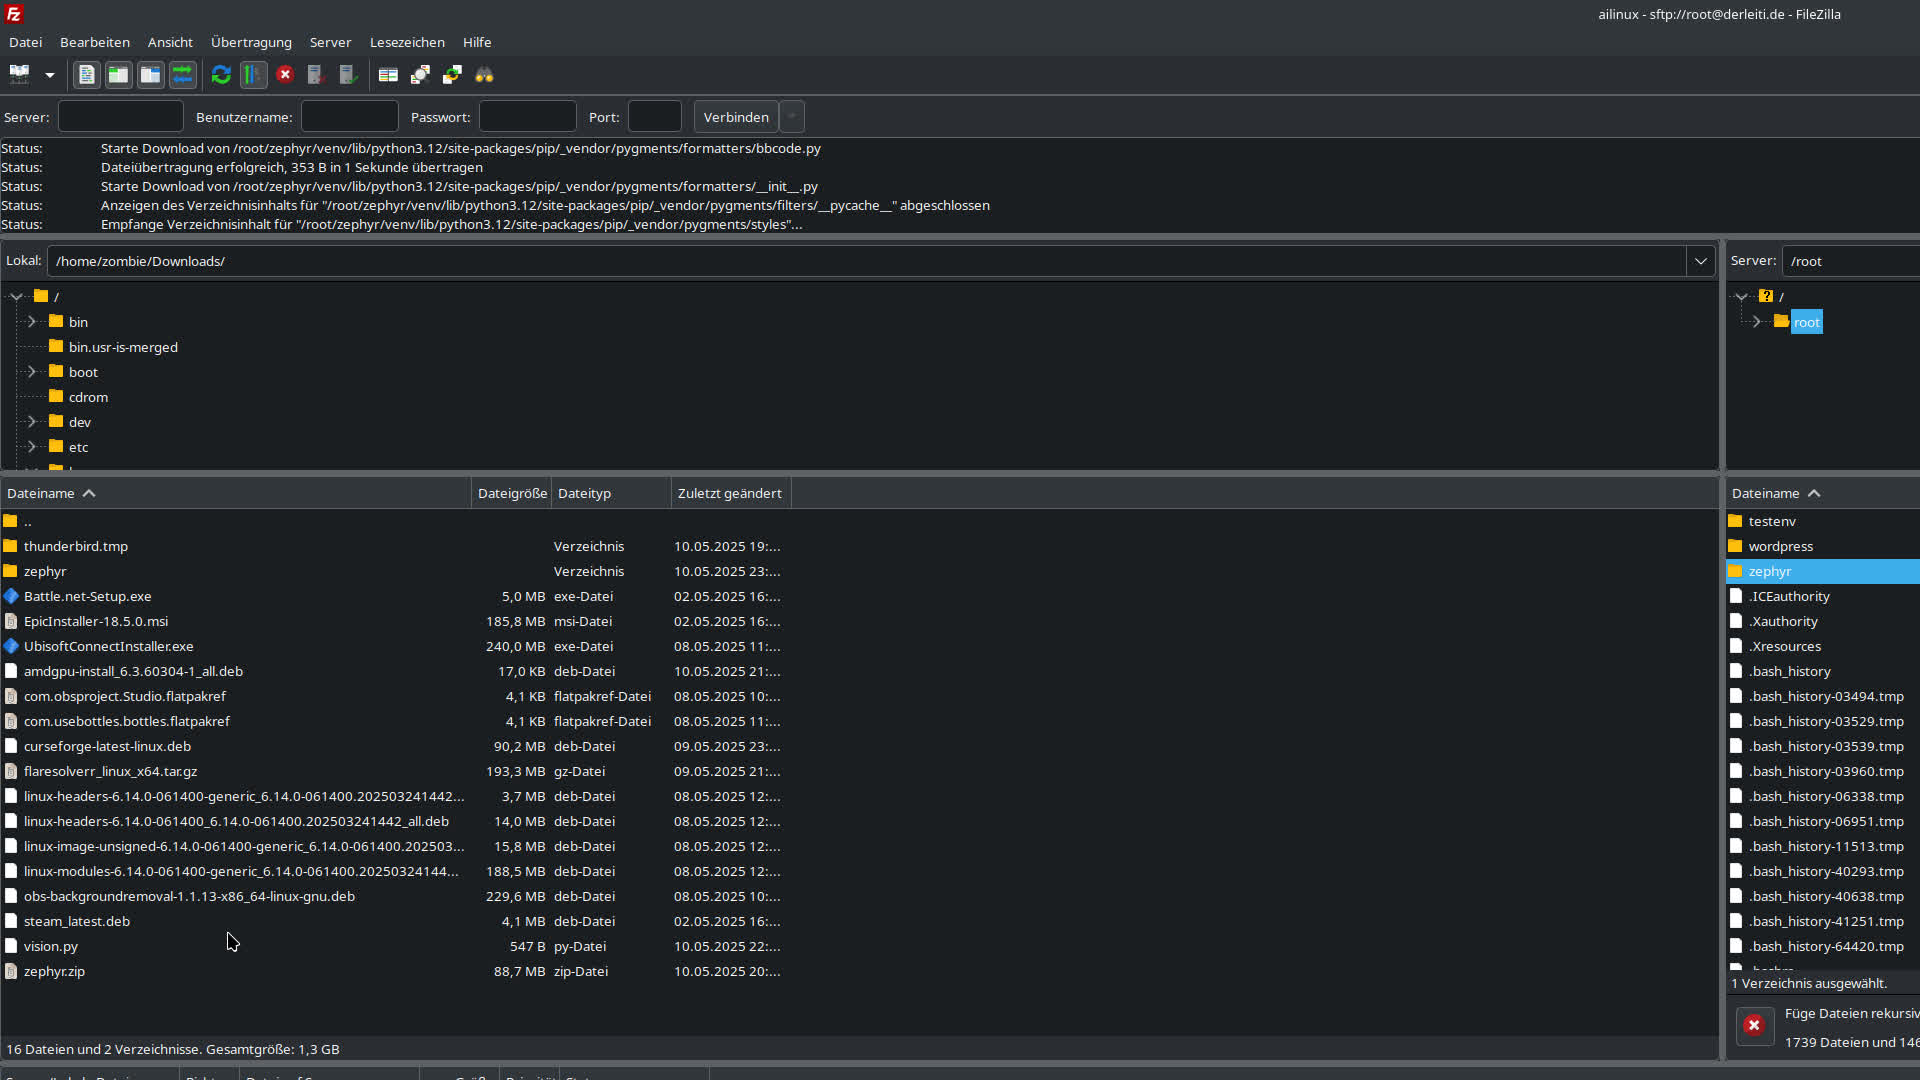 ailinux - sftp://root@derleiti.de - FileZilla
Datei Bearbeiten Ansicht Übertragung Server Lesezeichen Hilfe
Server: Benutzername: Passwort: Port: Verbinden
Status: Starte Download von /root/zephyr/venv/lib/python3.12/site-packages/pip/_vendor/pygments/formatters/bbcode.py
Status: Dateiübertragung erfolgreich, 353 B in 1 Sekunde übertragen
Status: Starte Download von /root/zephyr/venv/lib/python3.12/site-packages/pip/_vendor/pygments/formatters/__init__.py
Status: Anzeigen des Verzeichnisinhalts für "/root/zephyr/venv/lib/python3.12/site-packages/pip/_vendor/pygments/filters/__pycache__" abgeschlossen
Status: Empfange Verzeichnisinhalt für "/root/zephyr/venv/lib/python3.12/site-packages/pip/_vendor/pygments/styles"...
Lokal: /home/zombie/Downloads/
/
bin
bin.usr-is-merged
boot
cdrom
dev
etc
Dateiname Dateigröße Dateityp Zuletzt geändert
..
thunderbird.tmp Verzeichnis 10.05.2025 19:...
zephyr Verzeichnis 10.05.2025 23:...
Battle.net-Setup.exe 5,0 MB exe-Datei 02.05.2025 16:...
EpicInstaller-18.5.0.msi 185,8 MB msi-Datei 02.05.2025 16:...
UbisoftConnectInstaller.exe 240,0 MB exe-Datei 08.05.2025 11:...
amdgpu-install_6.3.60304-1_all.deb 17,0 KB deb-Datei 10.05.2025 21:...
com.obsproject.Studio.flatpakref 4,1 KB flatpakref-Datei 08.05.2025 10:...
com.usebottles.bottles.flatpakref 4,1 KB flatpakref-Datei 08.05.2025 11:...
curseforge-latest-linux.deb 90,2 MB deb-Datei 09.05.2025 23:...
flaresolverr_linux_x64.tar.gz 193,3 MB gz-Datei 09.05.2025 21:...
linux-headers-6.14.0-061400-generic_6.14.0-061400.202503241442... 3,7 MB deb-Datei 08.05.2025 12:...
linux-headers-6.14.0-061400_6.14.0-061400.202503241442_all.deb 14,0 MB deb-Datei 08.05.2025 12:...
linux-image-unsigned-6.14.0-061400-generic_6.14.0-061400.202503... 15,8 MB deb-Datei 08.05.2025 12:...
linux-modules-6.14.0-061400-generic_6.14.0-061400.20250324144... 188,5 MB deb-Datei 08.05.2025 12:...
obs-backgroundremoval-1.1.13-x86_64-linux-gnu.deb 229,6 MB deb-Datei 08.05.2025 10:...
steam_latest.deb 4,1 MB deb-Datei 02.05.2025 16:...
vision.py 547 B py-Datei 10.05.2025 22:...
zephyr.zip 88,7 MB zip-Datei 10.05.2025 20:...
16 Dateien und 2 Verzeichnisse. Gesamtgröße: 1,3 GB
Server: /root
/
root
Dateiname
testenv
wordpress
zephyr
.ICEauthority
.Xauthority
.Xresources
.bash_history
.bash_history-03494.tmp
.bash_history-03529.tmp
.bash_history-03539.tmp
.bash_history-03960.tmp
.bash_history-06338.tmp
.bash_history-06951.tmp
.bash_history-11513.tmp
.bash_history-40293.tmp
.bash_history-40638.tmp
.bash_history-41251.tmp
.bash_history-64420.tmp
1 Verzeichnis ausgewählt.
Füge Dateien rekursiv
1739 Dateien und 146